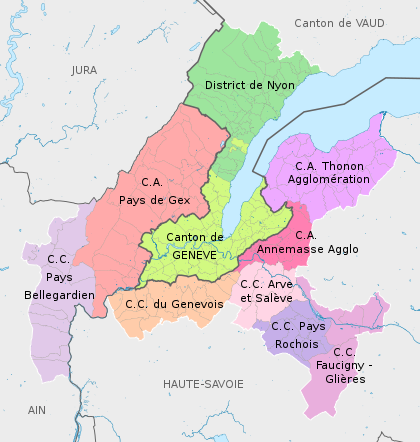 Canton de VAUD
JURA
District de Nyon
C.A. Thonon
Agglomération
C.A.
Pays de Gex
C.A.
Annemasse Agglo
Canton de
GENEVE
C.C.
Pays
Bellegardien
C.C. Arve
et Salève
C.C. du Genevois
C.C. Pays
Rochois
C.C.
Faucigny -
Glières
HAUTE-SAVOIE
AIN